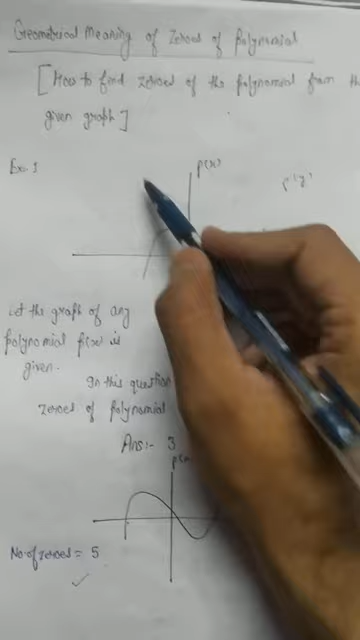 Geometrical Meaning of Zeroes of Polynomial
[How to find zeroes of the polynomial from the
given graph]
Ex. 1
p(x)
Let the graph of any
polynomial p(x) is
given.
In this question
zeroes of polynomial
Ans:- 3
No. of zeroes = 5